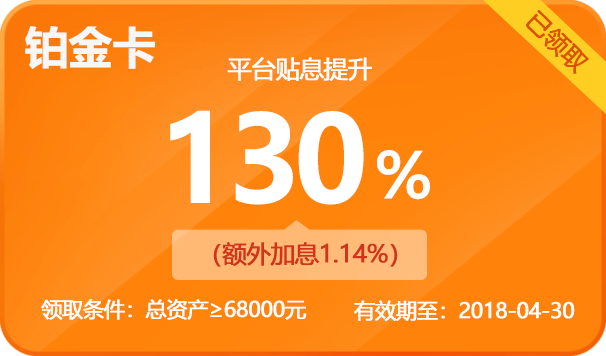 铂金卡
已领取
平台贴息提升
130%
（额外加息1.14%）
领取条件：总资产≥68000元 有效期至：2018-04-30